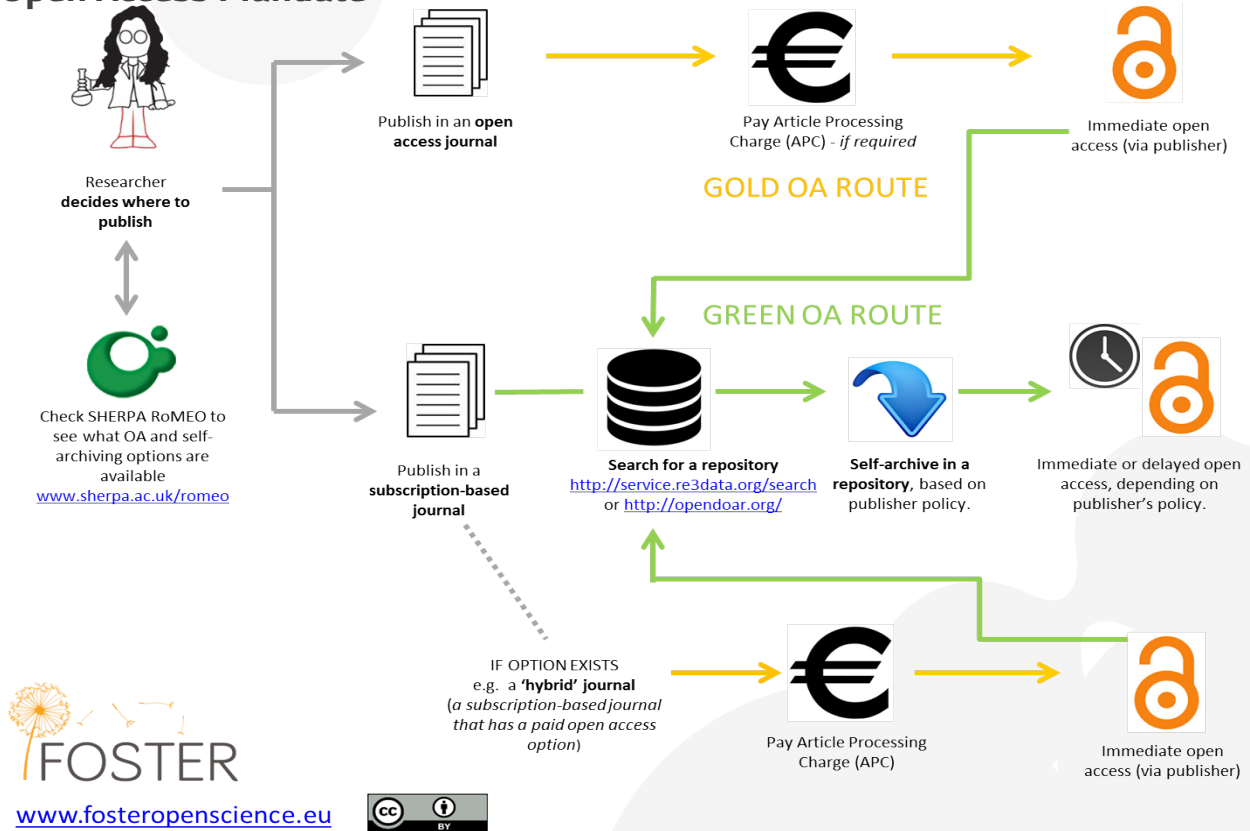 Open Access Mandate
Researcher
decides where to
publish
Check SHERPA RoMEO to
see what OA and self-
archiving options are
available
www.sherpa.ac.uk/romeo
Publish in an open
access journal
Pay Article Processing
Charge (APC) - if required
Immediate open
access (via publisher)
GOLD OA ROUTE
GREEN OA ROUTE
Publish in a
subscription-based
journal
Search for a repository
http://service.re3data.org/search
or http://opendoar.org/
Self-archive in a
repository, based on
publisher policy.
Immediate or delayed open
access, depending on
publisher’s policy.
IF OPTION EXISTS
e.g. a ‘hybrid’ journal
(a subscription-based journal
that has a paid open access
option)
Pay Article Processing
Charge (APC)
Immediate open
access (via publisher)
FOSTER
www.fosteropenscience.eu
cc
BY